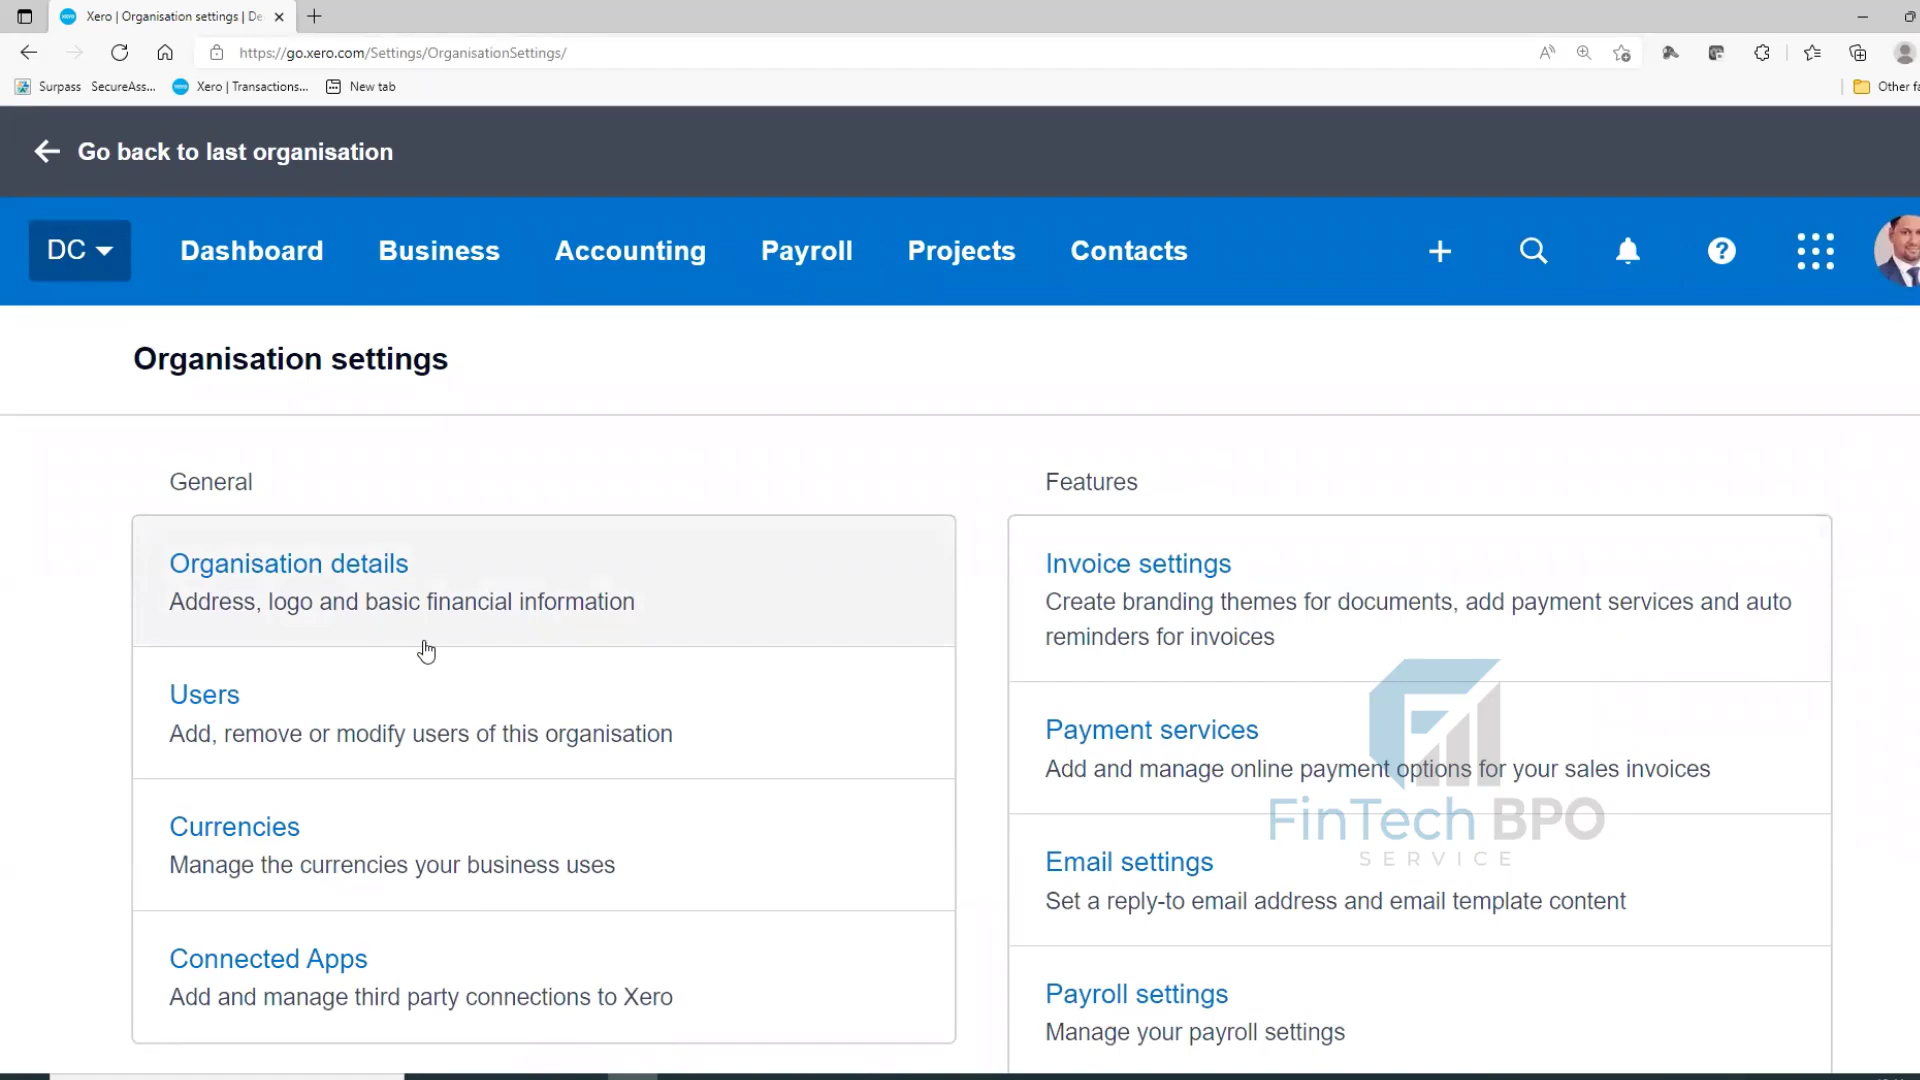 Xero | Organisation settings | De
https://go.xero.com/Settings/OrganisationSettings/
Surpass SecureAss...
Xero | Transactions...
New tab
Other fa
Go back to last organisation
DC
Dashboard
Business
Accounting
Payroll
Projects
Contacts
Organisation settings
General
Organisation details
Address, logo and basic financial information
Users
Add, remove or modify users of this organisation
Currencies
Manage the currencies your business uses
Connected Apps
Add and manage third party connections to Xero
Features
Invoice settings
Create branding themes for documents, add payment services and auto
reminders for invoices
Payment services
Add and manage online payment options for your sales invoices
Email settings
Set a reply-to email address and email template content
Payroll settings
Manage your payroll settings
FinTech BPO
SERVICE